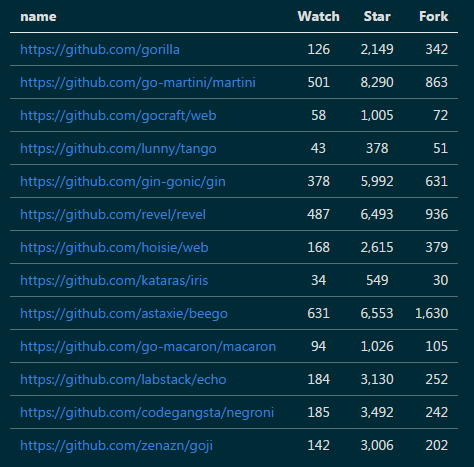 name Watch Star Fork
https://github.com/gorilla 126 2,149 342
https://github.com/go-martini/martini 501 8,290 863
https://github.com/gocraft/web 58 1,005 72
https://github.com/lunny/tango 43 378 51
https://github.com/gin-gonic/gin 378 5,992 631
https://github.com/revel/revel 487 6,493 936
https://github.com/hoisie/web 168 2,615 379
https://github.com/kataras/iris 34 549 30
https://github.com/astaxie/beego 631 6,553 1,630
https://github.com/go-macaron/macaron 94 1,026 105
https://github.com/labstack/echo 184 3,130 252
https://github.com/codegangsta/negroni 185 3,492 242
https://github.com/zenazn/goji 142 3,006 202